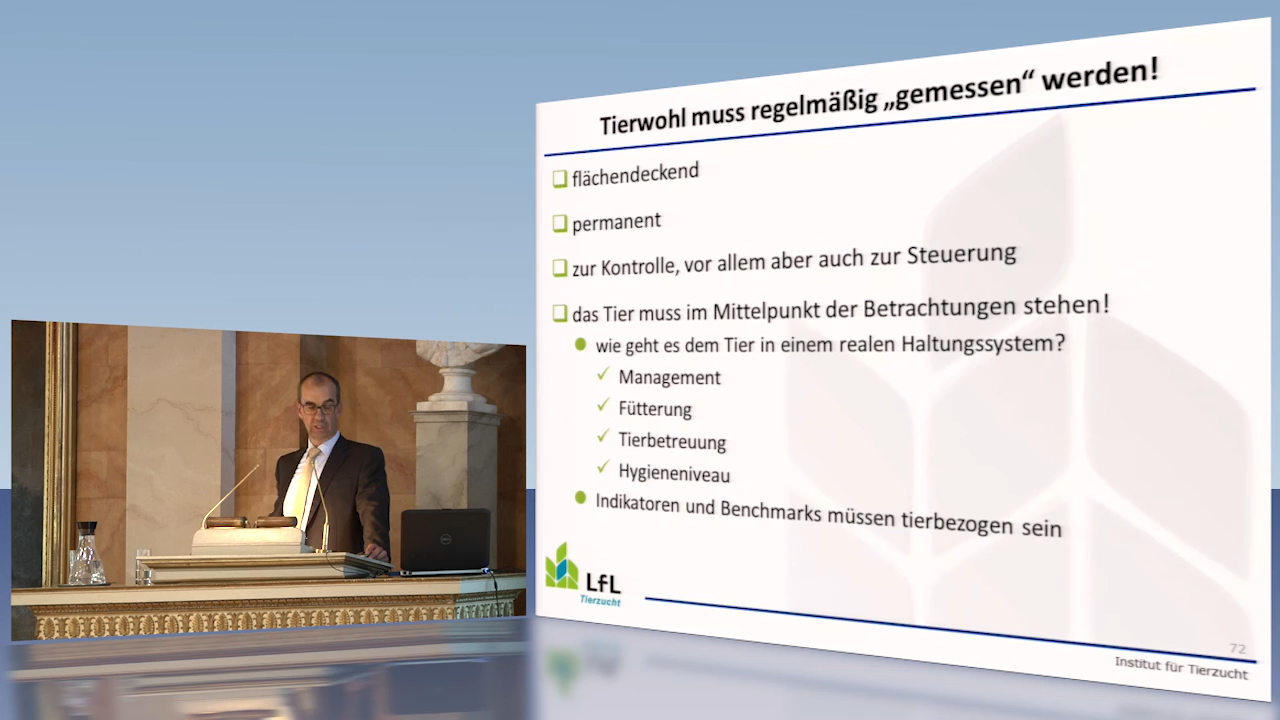 Tierwohl muss regelmäßig „gemessen“ werden!
flächendeckend
permanent
zur Kontrolle, vor allem aber auch zur Steuerung
das Tier muss im Mittelpunkt der Betrachtungen stehen!
wie geht es dem Tier in einem realen Haltungssystem?
Management
Fütterung
Tierbetreuung
Hygieneniveau
Indikatoren und Benchmarks müssen tierbezogen sein
LfL
Tierzucht
72
Institut für Tierzucht
DELL